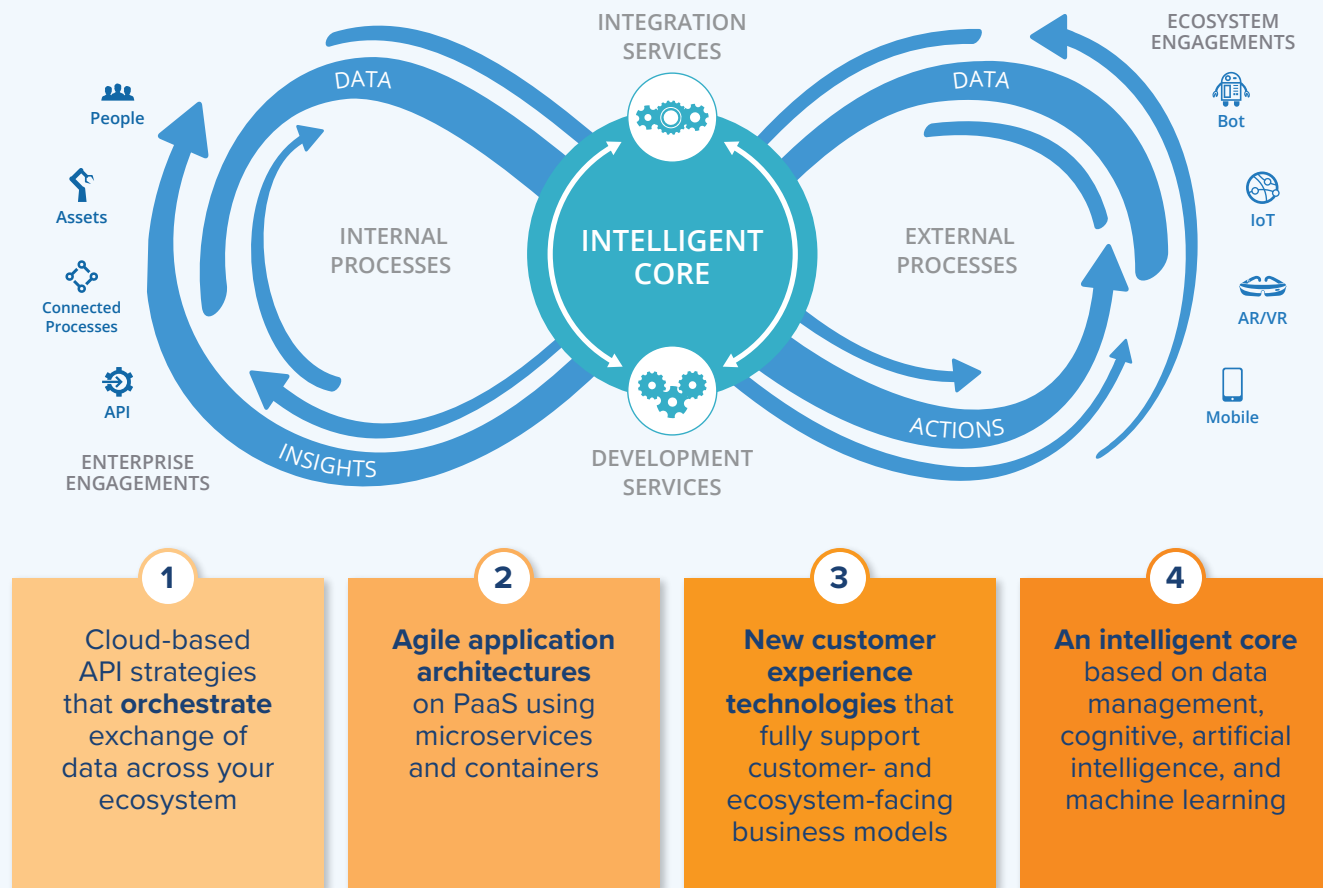 INTEGRATION
SERVICES
ECOSYSTEM
ENGAGEMENTS
DATA
DATA
People
Bot
Assets
IoT
INTERNAL
PROCESSES
INTELLIGENT
CORE
EXTERNAL
PROCESSES
Connected
Processes
AR/VR
API
Mobile
ACTIONS
INSIGHTS
ENTERPRISE
ENGAGEMENTS
DEVELOPMENT
SERVICES
1
Cloud-based
API strategies
that orchestrate
exchange of
data across your
ecosystem
2
Agile application
architectures
on PaaS using
microservices
and containers
3
New customer
experience
technologies that
fully support
customer- and
ecosystem-facing
business models
4
An intelligent core
based on data
management,
cognitive, artificial
intelligence, and
machine learning